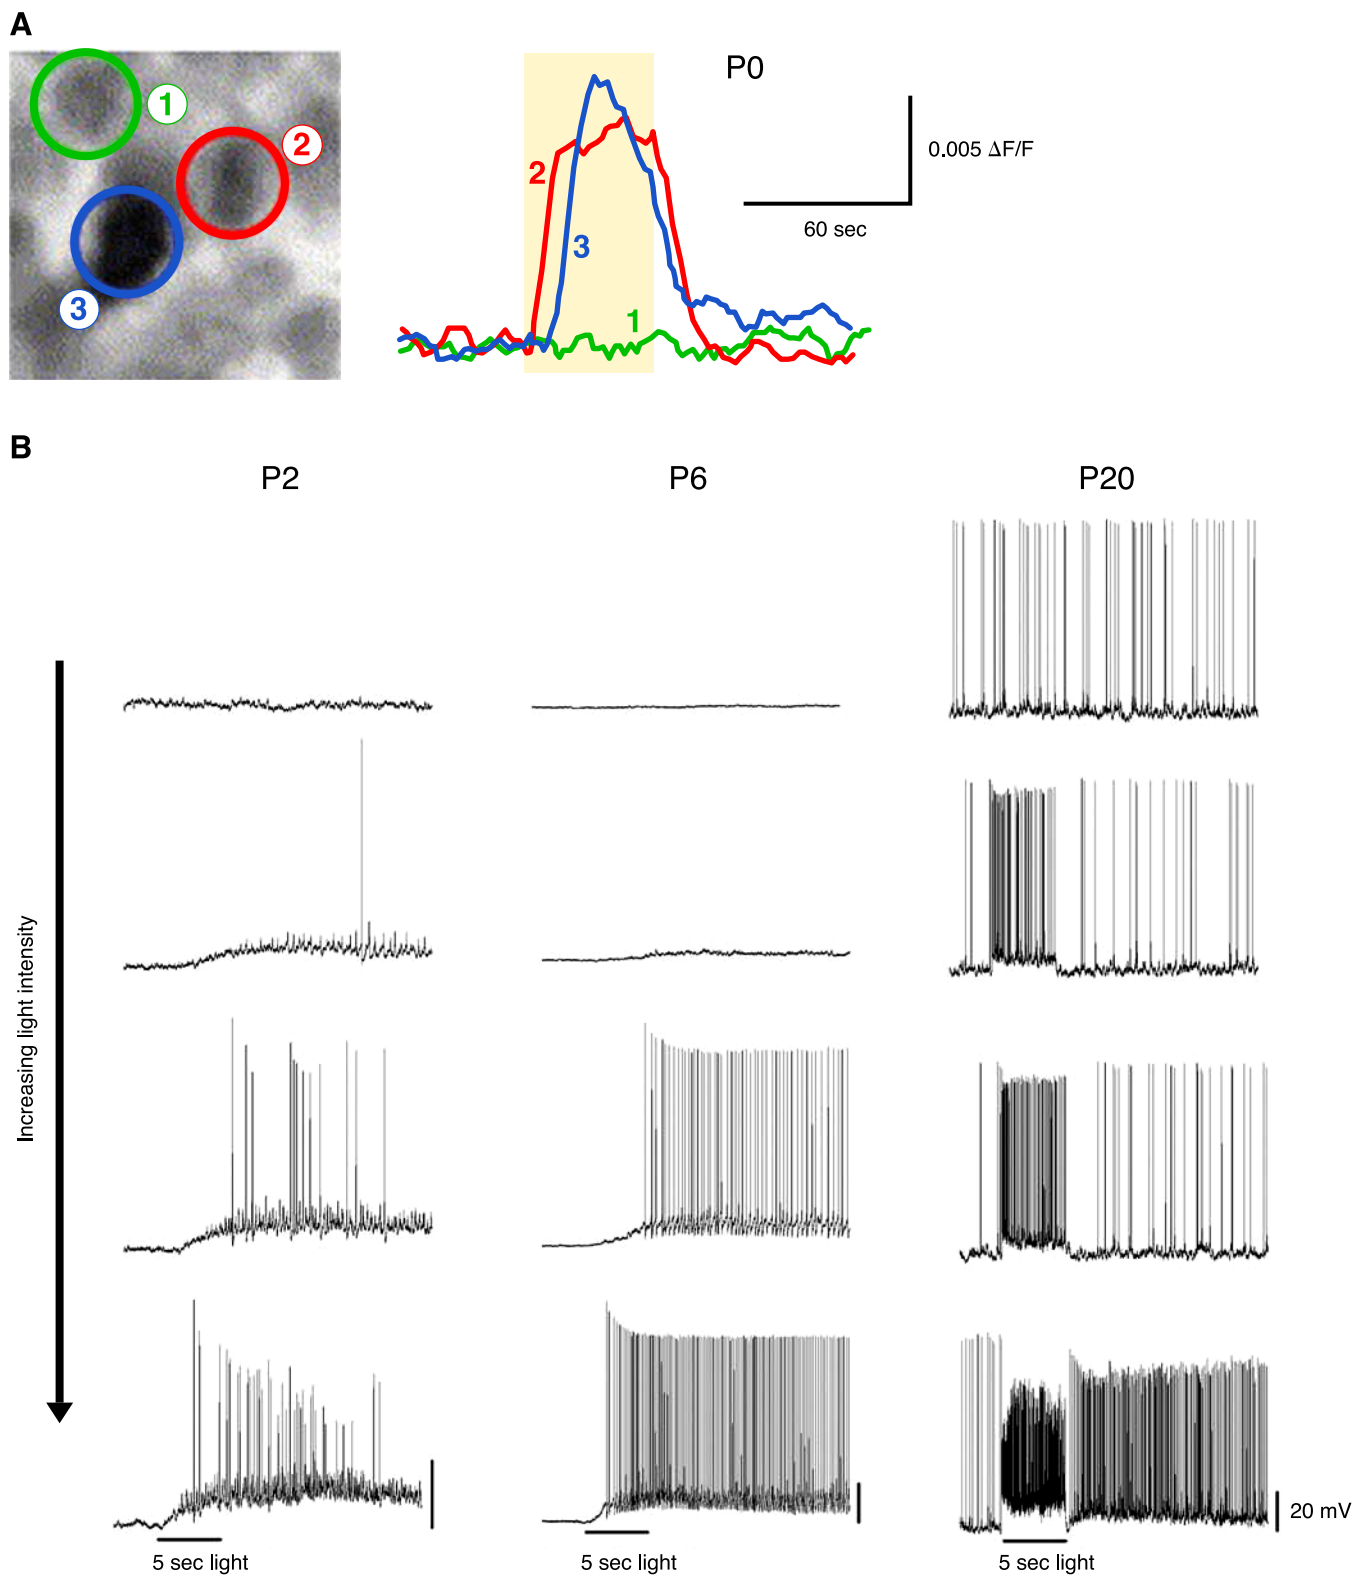 A
1
2
3
P0
2
3
1
0.005 ΔF/F
60 sec
B
P2
P6
P20
Increasing light intensity
20 mV
5 sec light
5 sec light
5 sec light